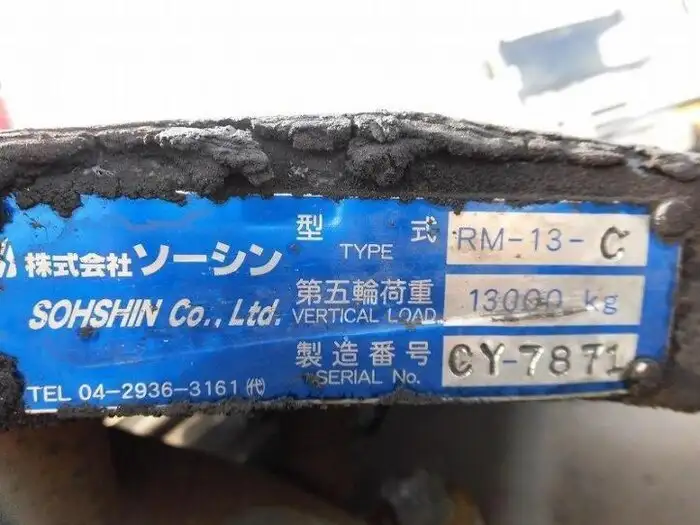 株式会社ソーシン
SOHSHIN Co., Ltd.
TEL 04-2936-3161 ㈹
型式 RM-13-C
TYPE
第五輪荷重 13000 kg
VERTICAL LOAD
製造番号 CY-7871
SERIAL No.